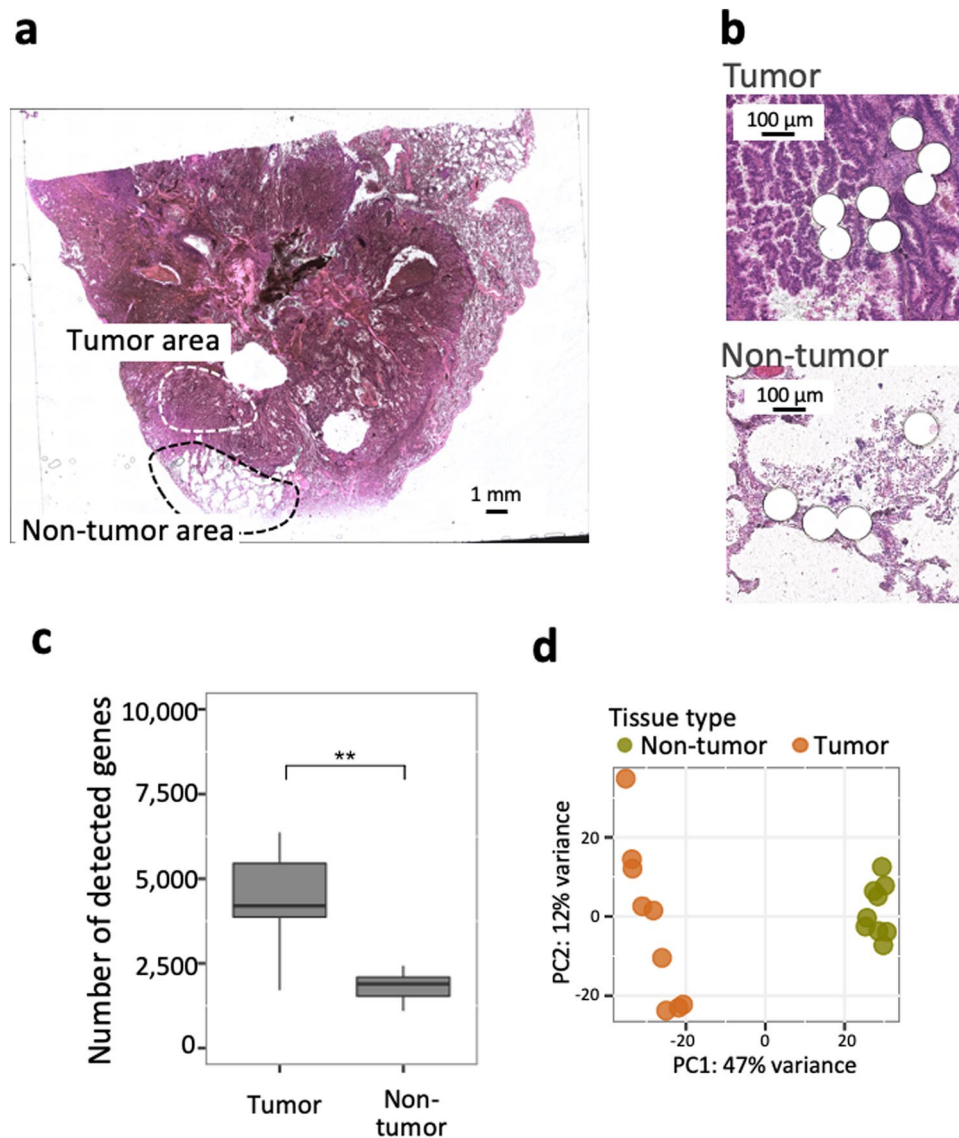 a
Tumor area
Non-tumor area
1 mm
b
Tumor
100 µm
Non-tumor
100 µm
c
Number of detected genes
10,000
7,500
5,000
2,500
0
**
Tumor
Non-
tumor
d
Tissue type
Non-tumor Tumor
PC2: 12% variance
20
0
-20
-20 0 20
PC1: 47% variance